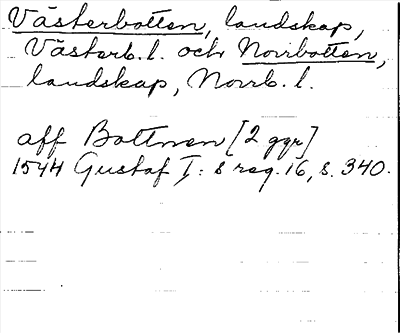 Västerbotten, landskap,
Västerb. l. och Norrbotten,
landskap, Norrb. l.
aff Bottnen [2 ggr]
1544 Gustaf I:s reg. 16, s. 340.